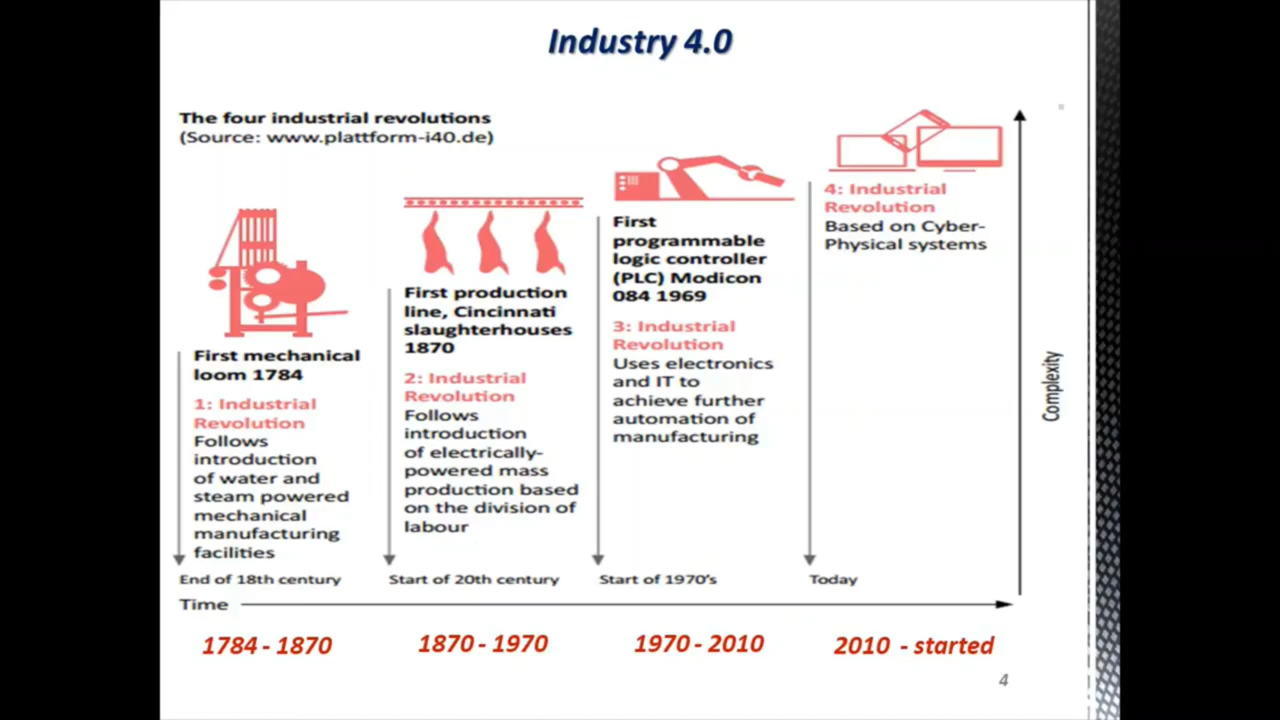 Industry 4.0
The four industrial revolutions
(Source: www.plattform-i40.de)
First mechanical
loom 1784
1: Industrial
Revolution
Follows
introduction
of water and
steam powered
mechanical
manufacturing
facilities
End of 18th century
First production
line, Cincinnati
slaughterhouses
1870
2: Industrial
Revolution
Follows
introduction
of electrically-
powered mass
production based
on the division of
labour
Start of 20th century
First
programmable
logic controller
(PLC) Modicon
084 1969
3: Industrial
Revolution
Uses electronics
and IT to
achieve further
automation of
manufacturing
Start of 1970's
4: Industrial
Revolution
Based on Cyber-
Physical systems
Today
Complexity
Time
1784 - 1870
1870 - 1970
1970 - 2010
2010 - started
4